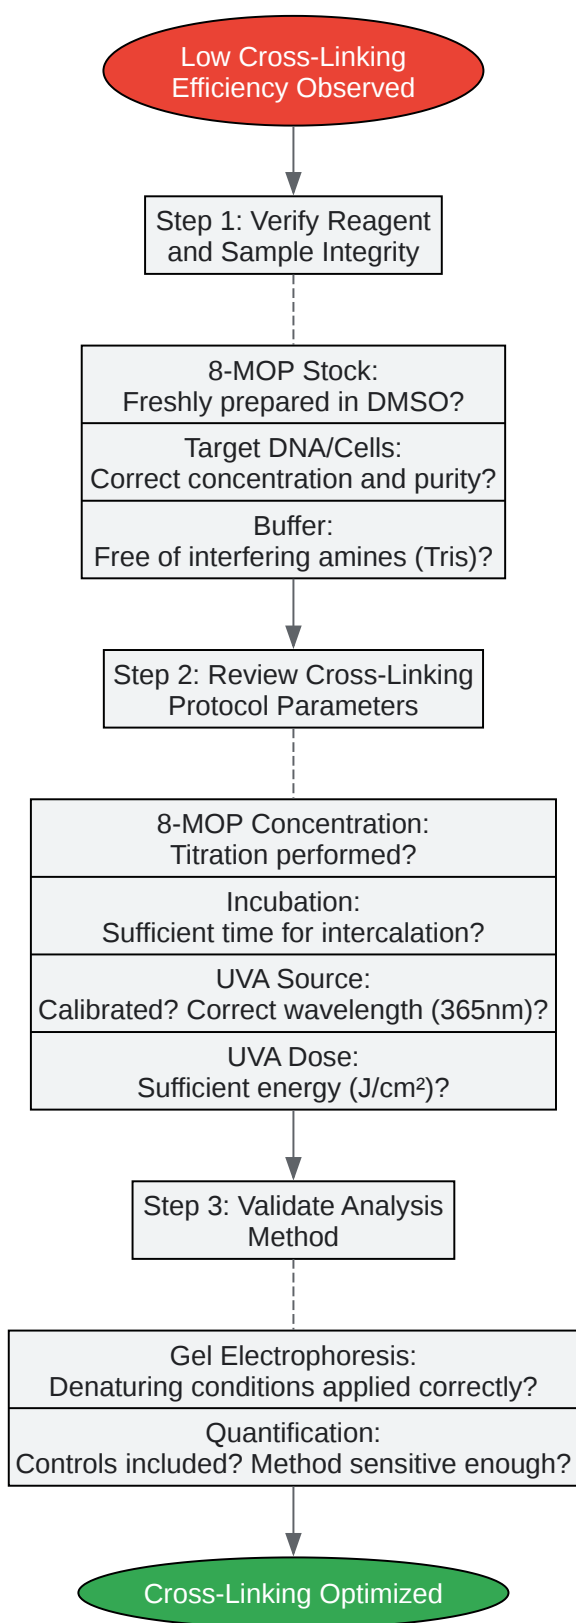 Low Cross-Linking
Efficiency Observed
Step 1: Verify Reagent
and Sample Integrity
8-MOP Stock:
Freshly prepared in DMSO?
Target DNA/Cells:
Correct concentration and purity?
Buffer:
Free of interfering amines (Tris)?
Step 2: Review Cross-Linking
Protocol Parameters
8-MOP Concentration:
Titration performed?
Incubation:
Sufficient time for intercalation?
UVA Source:
Calibrated? Correct wavelength (365nm)?
UVA Dose:
Sufficient energy (J/cm²)?
Step 3: Validate Analysis
Method
Gel Electrophoresis:
Denaturing conditions applied correctly?
Quantification:
Controls included? Method sensitive enough?
Cross-Linking Optimized